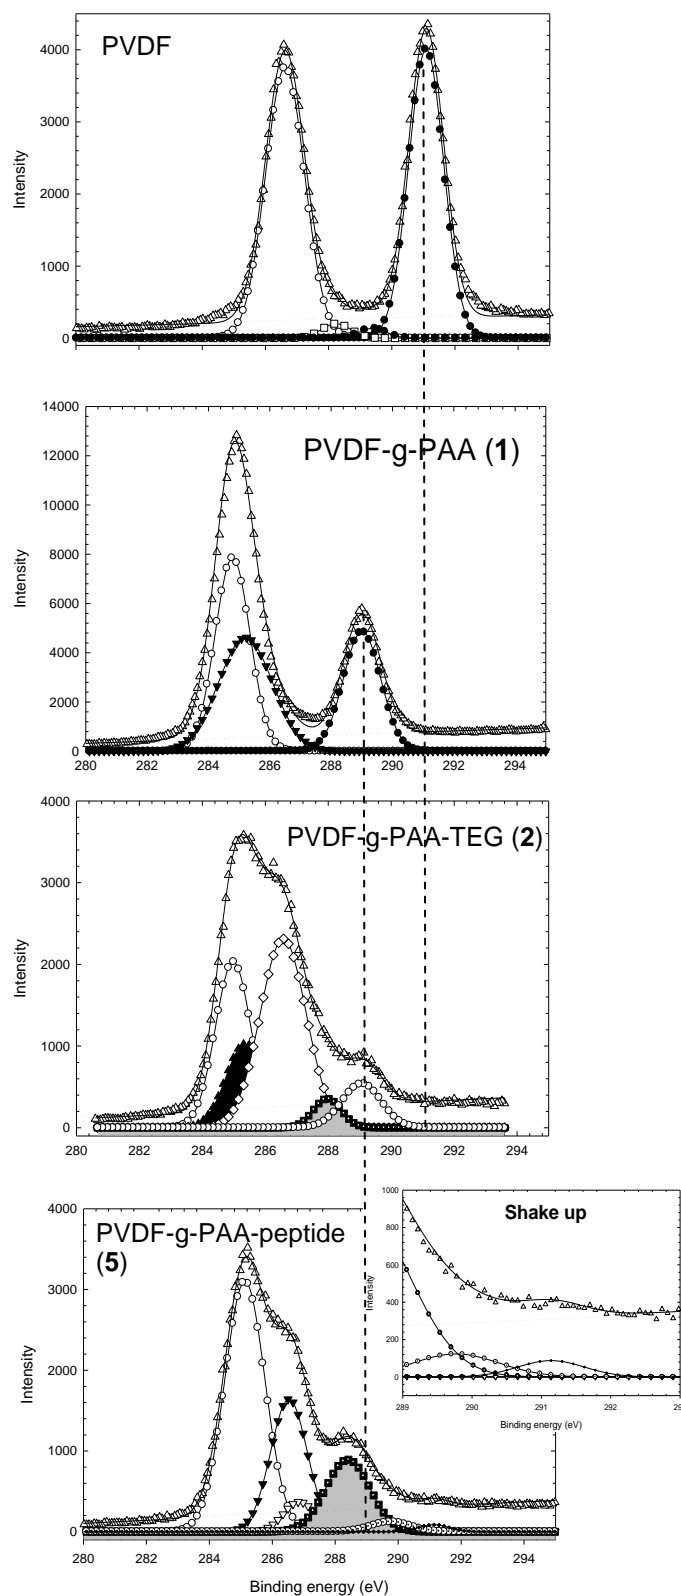 PVDF
Intensity
4000
3000
2000
1000
0
PVDF-g-PAA (1)
Intensity
14000
12000
10000
8000
6000
4000
2000
0
280 282 284 286 288 290 292 294
PVDF-g-PAA-TEG (2)
Intensity
4000
3000
2000
1000
0
280 282 284 286 288 290 292 294
PVDF-g-PAA-peptide
(5)
Intensity
4000
3000
2000
1000
0
280 282 284 286 288 290 292 294
Binding energy (eV)
Shake up
Intensity
1000
800
600
400
200
0
289 290 291 292 29
Binding energy (eV)